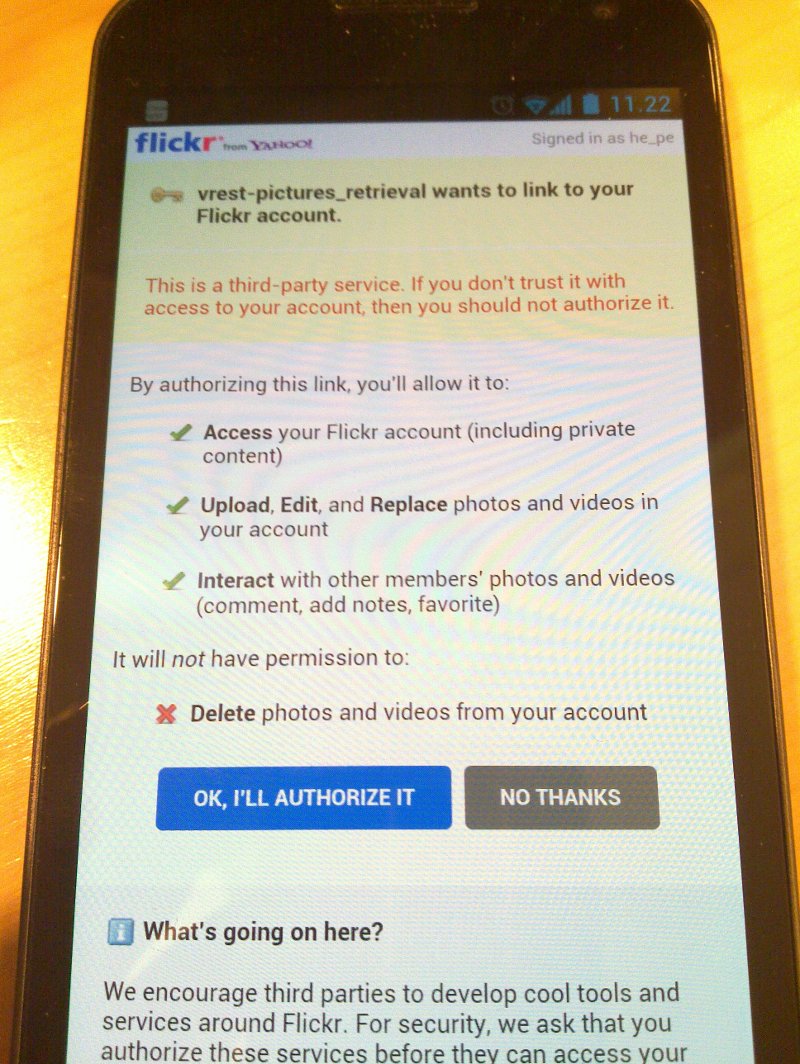 11.22
flickr from YAHOO!
Signed in as he_pe
vrest-pictures_retrieval wants to link to your
Flickr account.
This is a third-party service. If you don't trust it with
access to your account, then you should not authorize it.
By authorizing this link, you'll allow it to:
Access your Flickr account (including private
content)
Upload, Edit, and Replace photos and videos in
your account
Interact with other members' photos and videos
(comment, add notes, favorite)
It will not have permission to:
Delete photos and videos from your account
OK, I'LL AUTHORIZE IT
NO THANKS
What's going on here?
We encourage third parties to develop cool tools and
services around Flickr. For security, we ask that you
authorize these services before they can access your